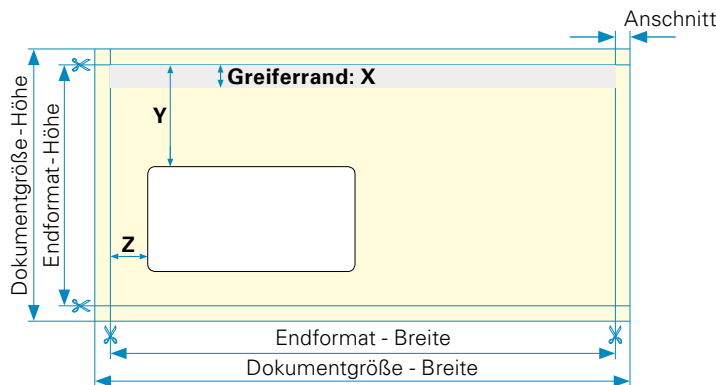 Anschnitt
Greiferrand: X
Y
Z
Dokumentgröße - Höhe
Endformat - Höhe
Endformat - Breite
Dokumentgröße - Breite